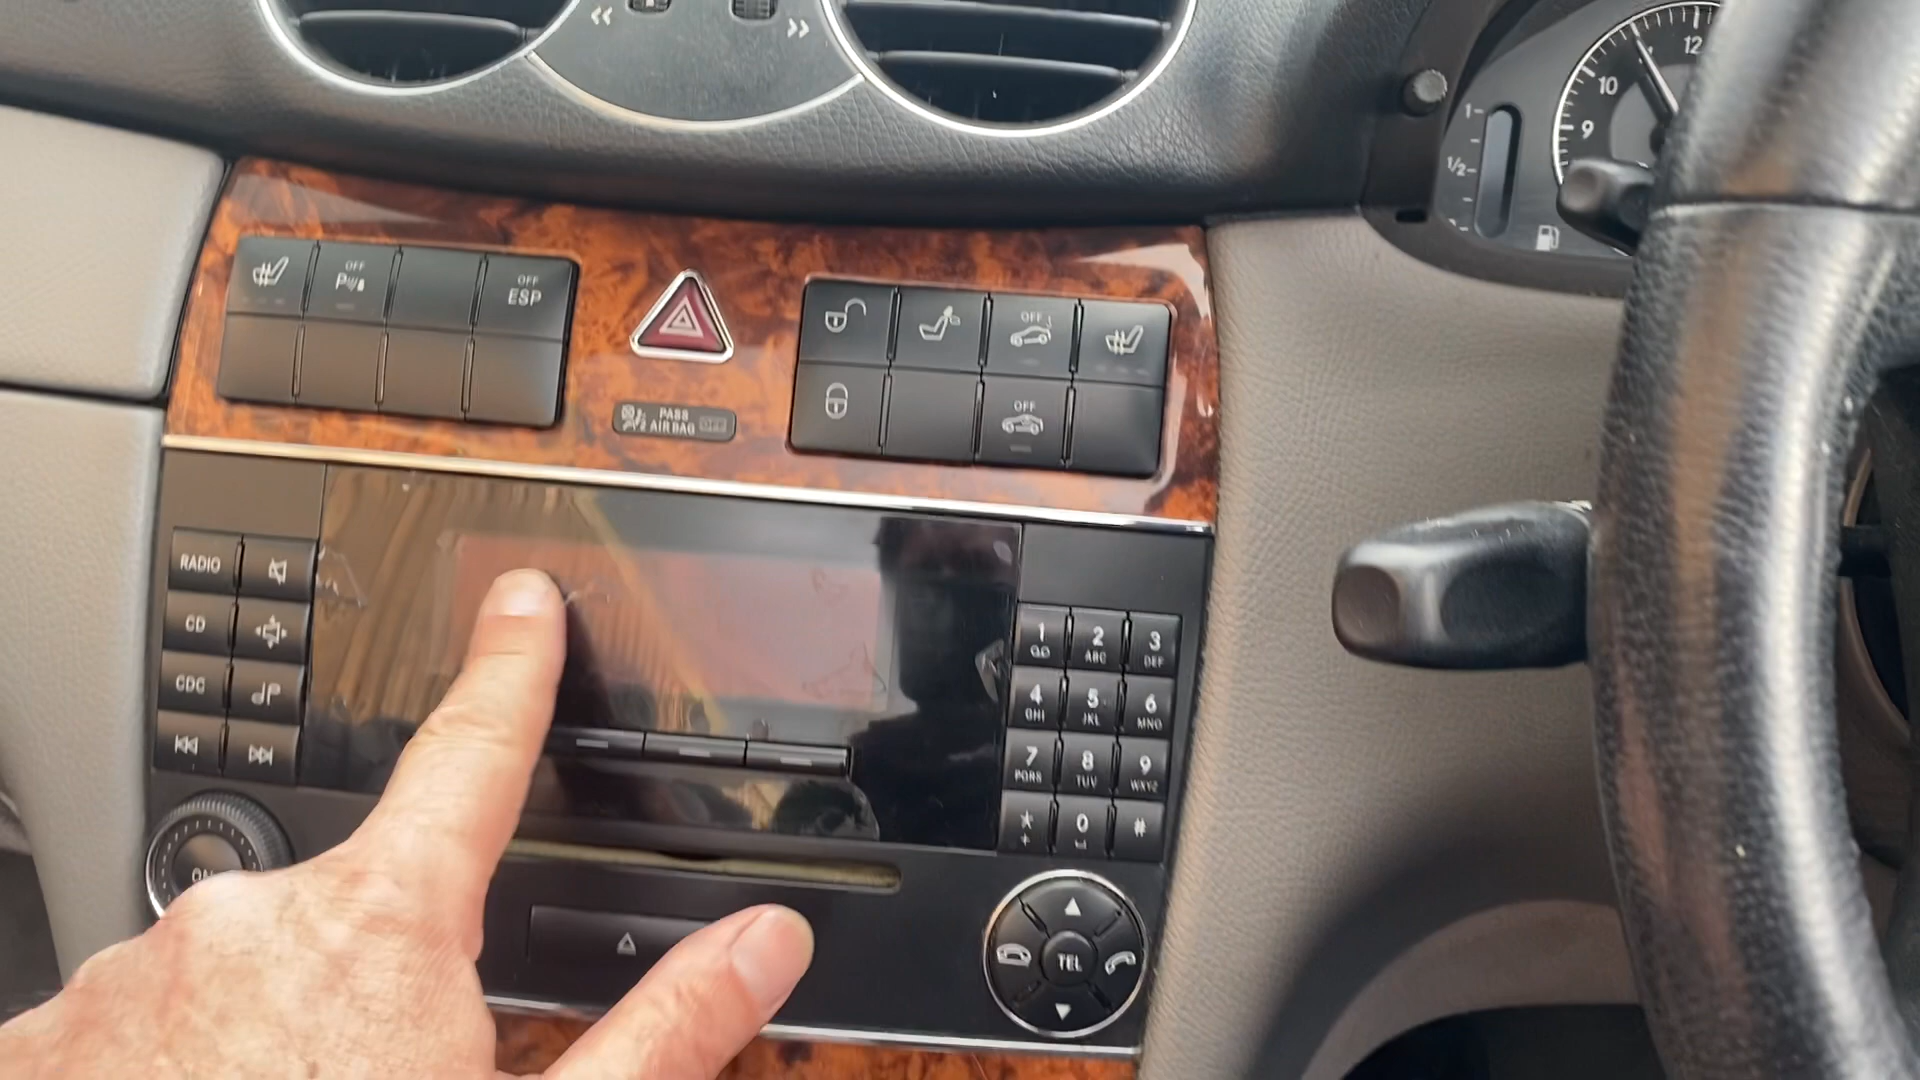 12
10
9
1
1/2
OFF
P
OFF
ESP
OFF
PASS
AIR BAG OFF
OFF
RADIO
CD
CDC
ON
1
2 ABC
3 DEF
4 GHI
5 JKL
6 MNO
7 PQRS
8 TUV
9 WXYZ
* +
0
#
TEL